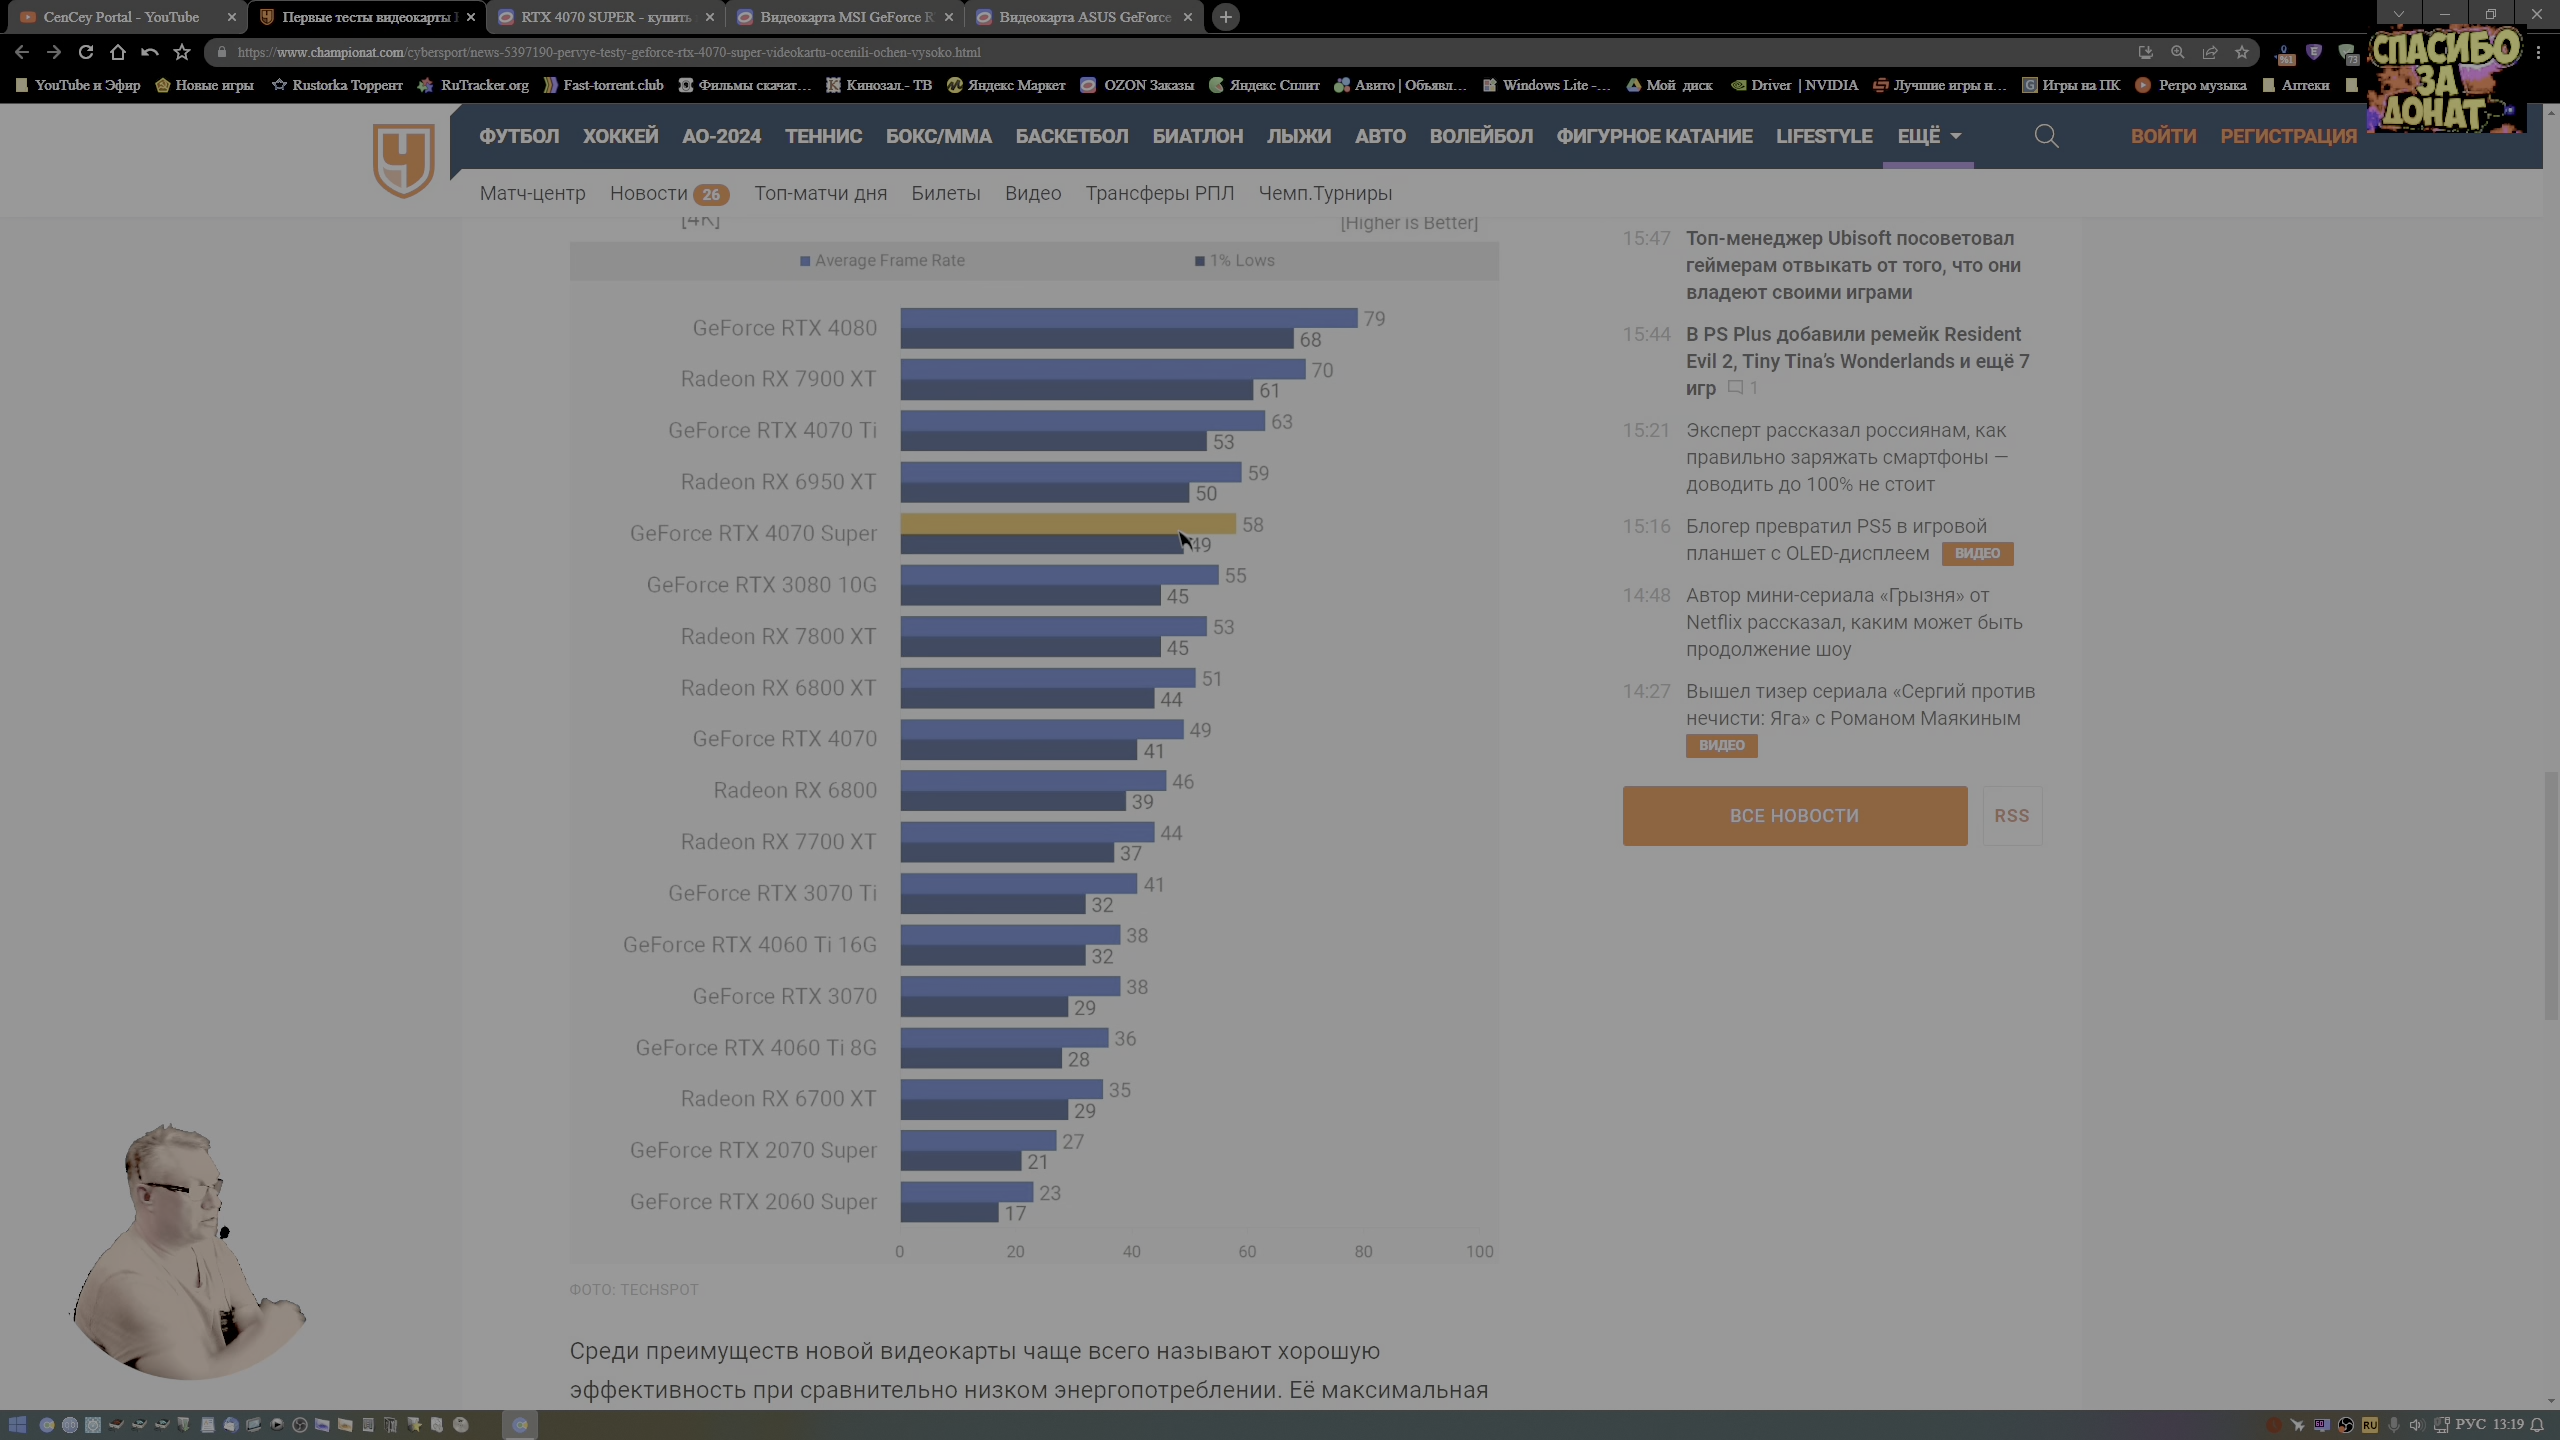 CenCey Portal - YouTube
Первые тесты видеокарты
RTX 4070 SUPER - купить
Видеокарта MSI GeForce R
Видеокарта ASUS GeForce
https://www.championat.com/cybersport/news-5397190-pervye-testy-geforce-rtx-4070-super-videokartu-ocenili-ochen-vysoko.html
YouTube и Эфир
Новые игры
Rustorka Торрент
RuTracker.org
Fast-torrent.club
Фильмы скачат…
Кинозал.- ТВ
Яндекс Маркет
OZON Заказы
Яндекс Сплит
Авито | Объявл…
Windows Lite -…
Мой диск
Driver | NVIDIA
Лучшие игры н…
Игры на ПК
Ретро музыка
Аптеки
СПАСИБО
ЗА
ДОНАТ
ФУТБОЛ ХОККЕЙ АО-2024 ТЕННИС БОКС/ММА БАСКЕТБОЛ БИАТЛОН ЛЫЖИ АВТО ВОЛЕЙБОЛ ФИГУРНОЕ КАТАНИЕ LIFESTYLE ЕЩЁ
ВОЙТИ РЕГИСТРАЦИЯ
Матч-центр Новости 26 Топ-матчи дня Билеты Видео Трансферы РПЛ Чемп.Турниры
[4K] [Higher is Better]
Average Frame Rate 1% Lows
GeForce RTX 4080 79
68
Radeon RX 7900 XT 70
61
GeForce RTX 4070 Ti 63
53
Radeon RX 6950 XT 59
50
GeForce RTX 4070 Super 58
49
GeForce RTX 3080 10G 55
45
Radeon RX 7800 XT 53
45
Radeon RX 6800 XT 51
44
GeForce RTX 4070 49
41
Radeon RX 6800 46
39
Radeon RX 7700 XT 44
37
GeForce RTX 3070 Ti 41
32
GeForce RTX 4060 Ti 16G 38
32
GeForce RTX 3070 38
29
GeForce RTX 4060 Ti 8G 36
28
Radeon RX 6700 XT 35
29
GeForce RTX 2070 Super 27
21
GeForce RTX 2060 Super 23
17
0 20 40 60 80 100
ФОТО: TECHSPOT
Среди преимуществ новой видеокарты чаще всего называют хорошую
эффективность при сравнительно низком энергопотреблении. Её максимальная
15:47 Топ-менеджер Ubisoft посоветовал
геймерам отвыкать от того, что они
владеют своими играми
15:44 В PS Plus добавили ремейк Resident
Evil 2, Tiny Tina's Wonderlands и ещё 7
игр 1
15:21 Эксперт рассказал россиянам, как
правильно заряжать смартфоны —
доводить до 100% не стоит
15:16 Блогер превратил PS5 в игровой
планшет с OLED-дисплеем ВИДЕО
14:48 Автор мини-сериала «Грызня» от
Netflix рассказал, каким может быть
продолжение шоу
14:27 Вышел тизер сериала «Сергий против
нечисти: Яга» с Романом Маякиным
ВИДЕО
ВСЕ НОВОСТИ RSS
RU РУС 13:19